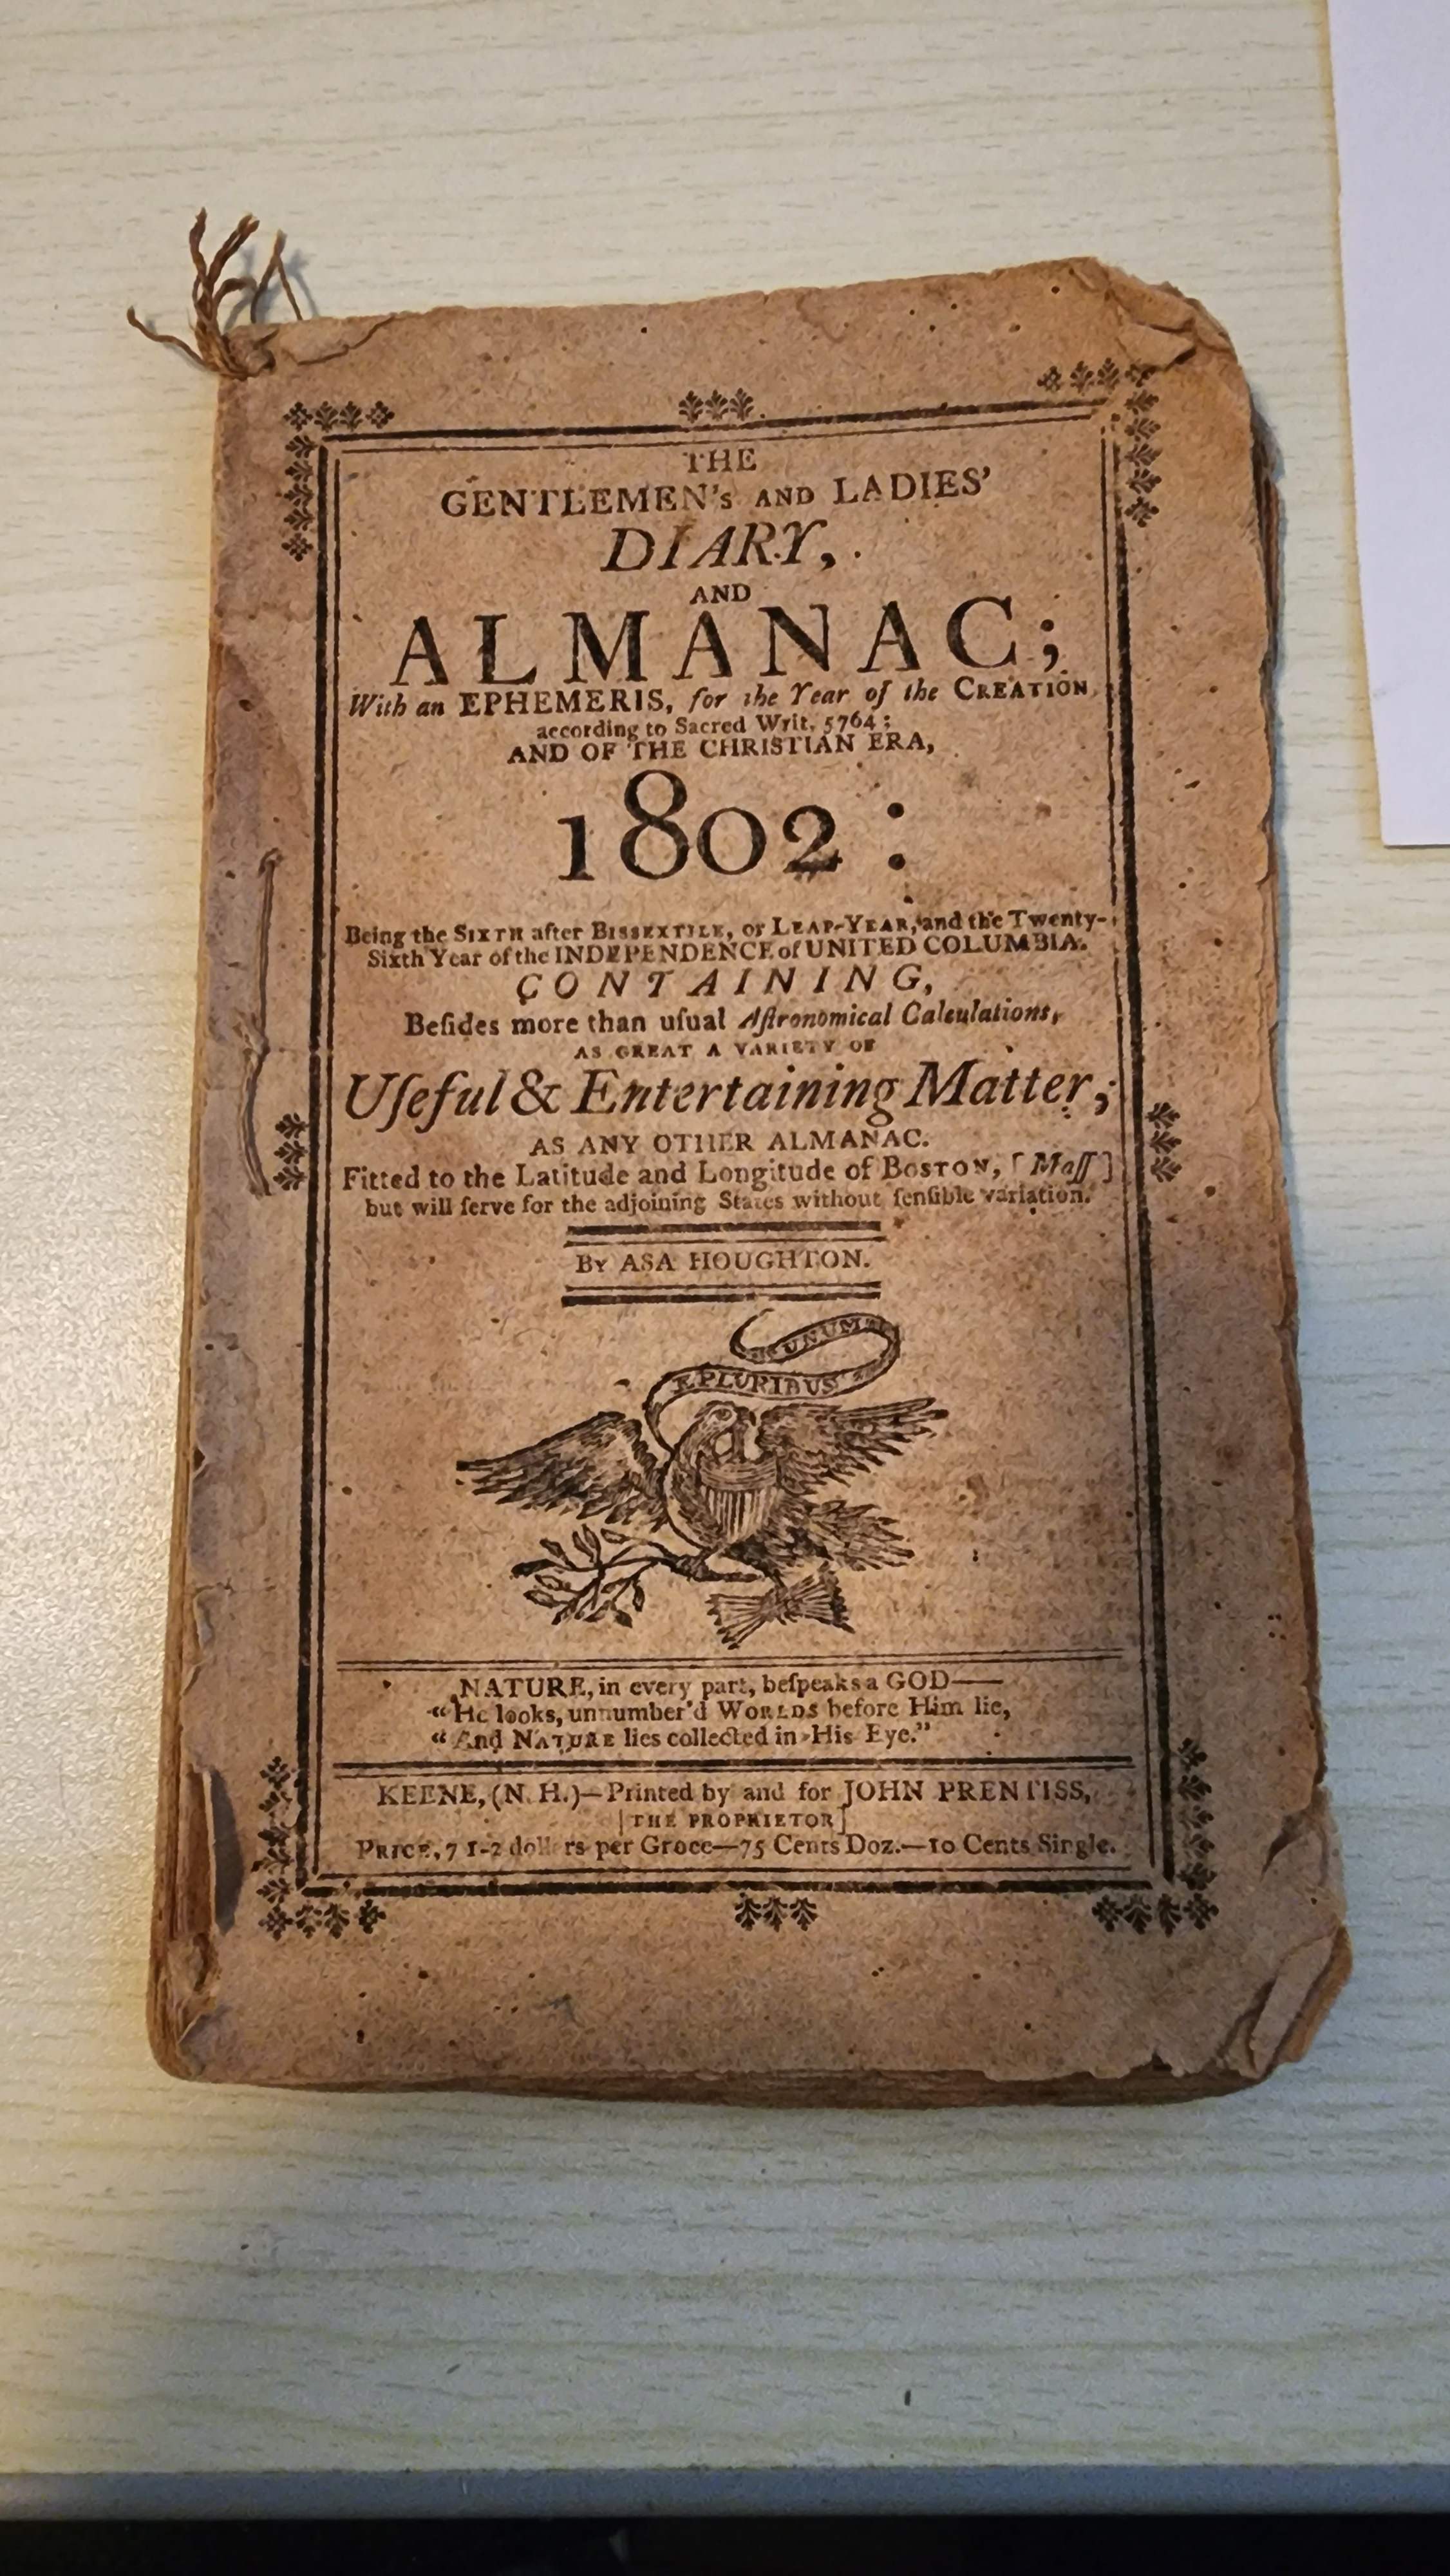 THE
GENTLEMEN's AND LADIES'
DIARY,
AND
ALMANAC;
With an EPHEMERIS, for the Year of the CREATION,
according to Sacred Writ, 5764;
AND OF THE CHRISTIAN ERA,
1802:
Being the SIXTH after BISSEXTILE, or LEAP-YEAR, and the Twenty-
Sixth Year of the INDEPENDENCE of UNITED COLUMBIA.
CONTAINING,
Beſides more than uſual Aſtronomical Calculations,
AS GREAT A VARIETY OF
Uſeful & Entertaining Matter;
AS ANY OTHER ALMANAC.
Fitted to the Latitude and Longitude of BOSTON, [Maſſ]
but will ſerve for the adjoining States without ſenſible variation.
By ASA HOUGHTON.
UNUM
E PLURIBUS
NATURE, in every part, beſpeaks a GOD——
"He looks, unnumber'd WORLDS before Him lie,
"And NATURE lies collected in His Eye."
KEENE, (N. H.)—Printed by and for JOHN PRENTISS,
[THE PROPRIETOR]
PRICE, 7 1-2 dollars per Groce—75 Cents Doz.—10 Cents Single.